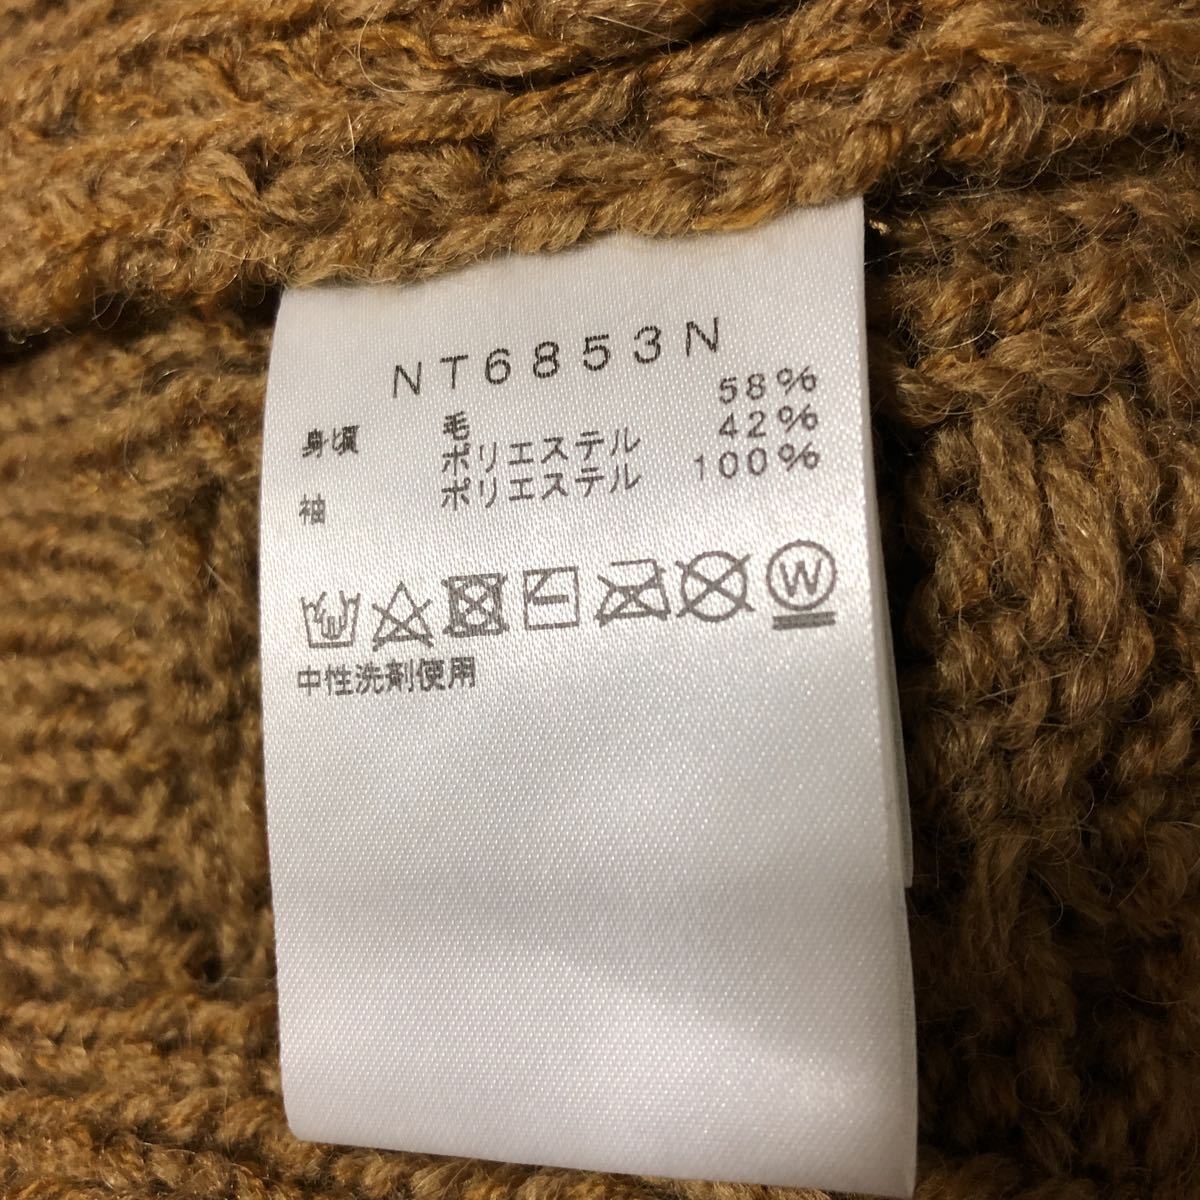 NT6853N
身頃 毛 58%
ポリエステル 42%
袖 ポリエステル 100%
W
中性洗剤使用